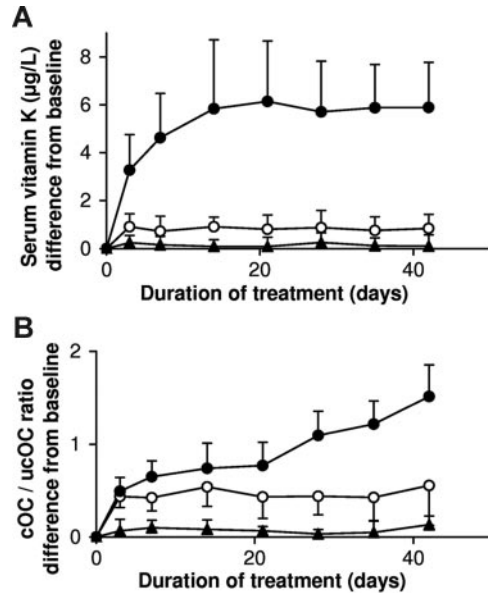 A
Serum vitamin K (µg/L)
difference from baseline
8
6
4
2
0
0 20 40
Duration of treatment (days)
B
cOC / ucOC ratio
difference from baseline
2
1
0
0 20 40
Duration of treatment (days)